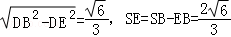 √(DB²-DE²)=√6/3, SE=SB-EB=2√6/3